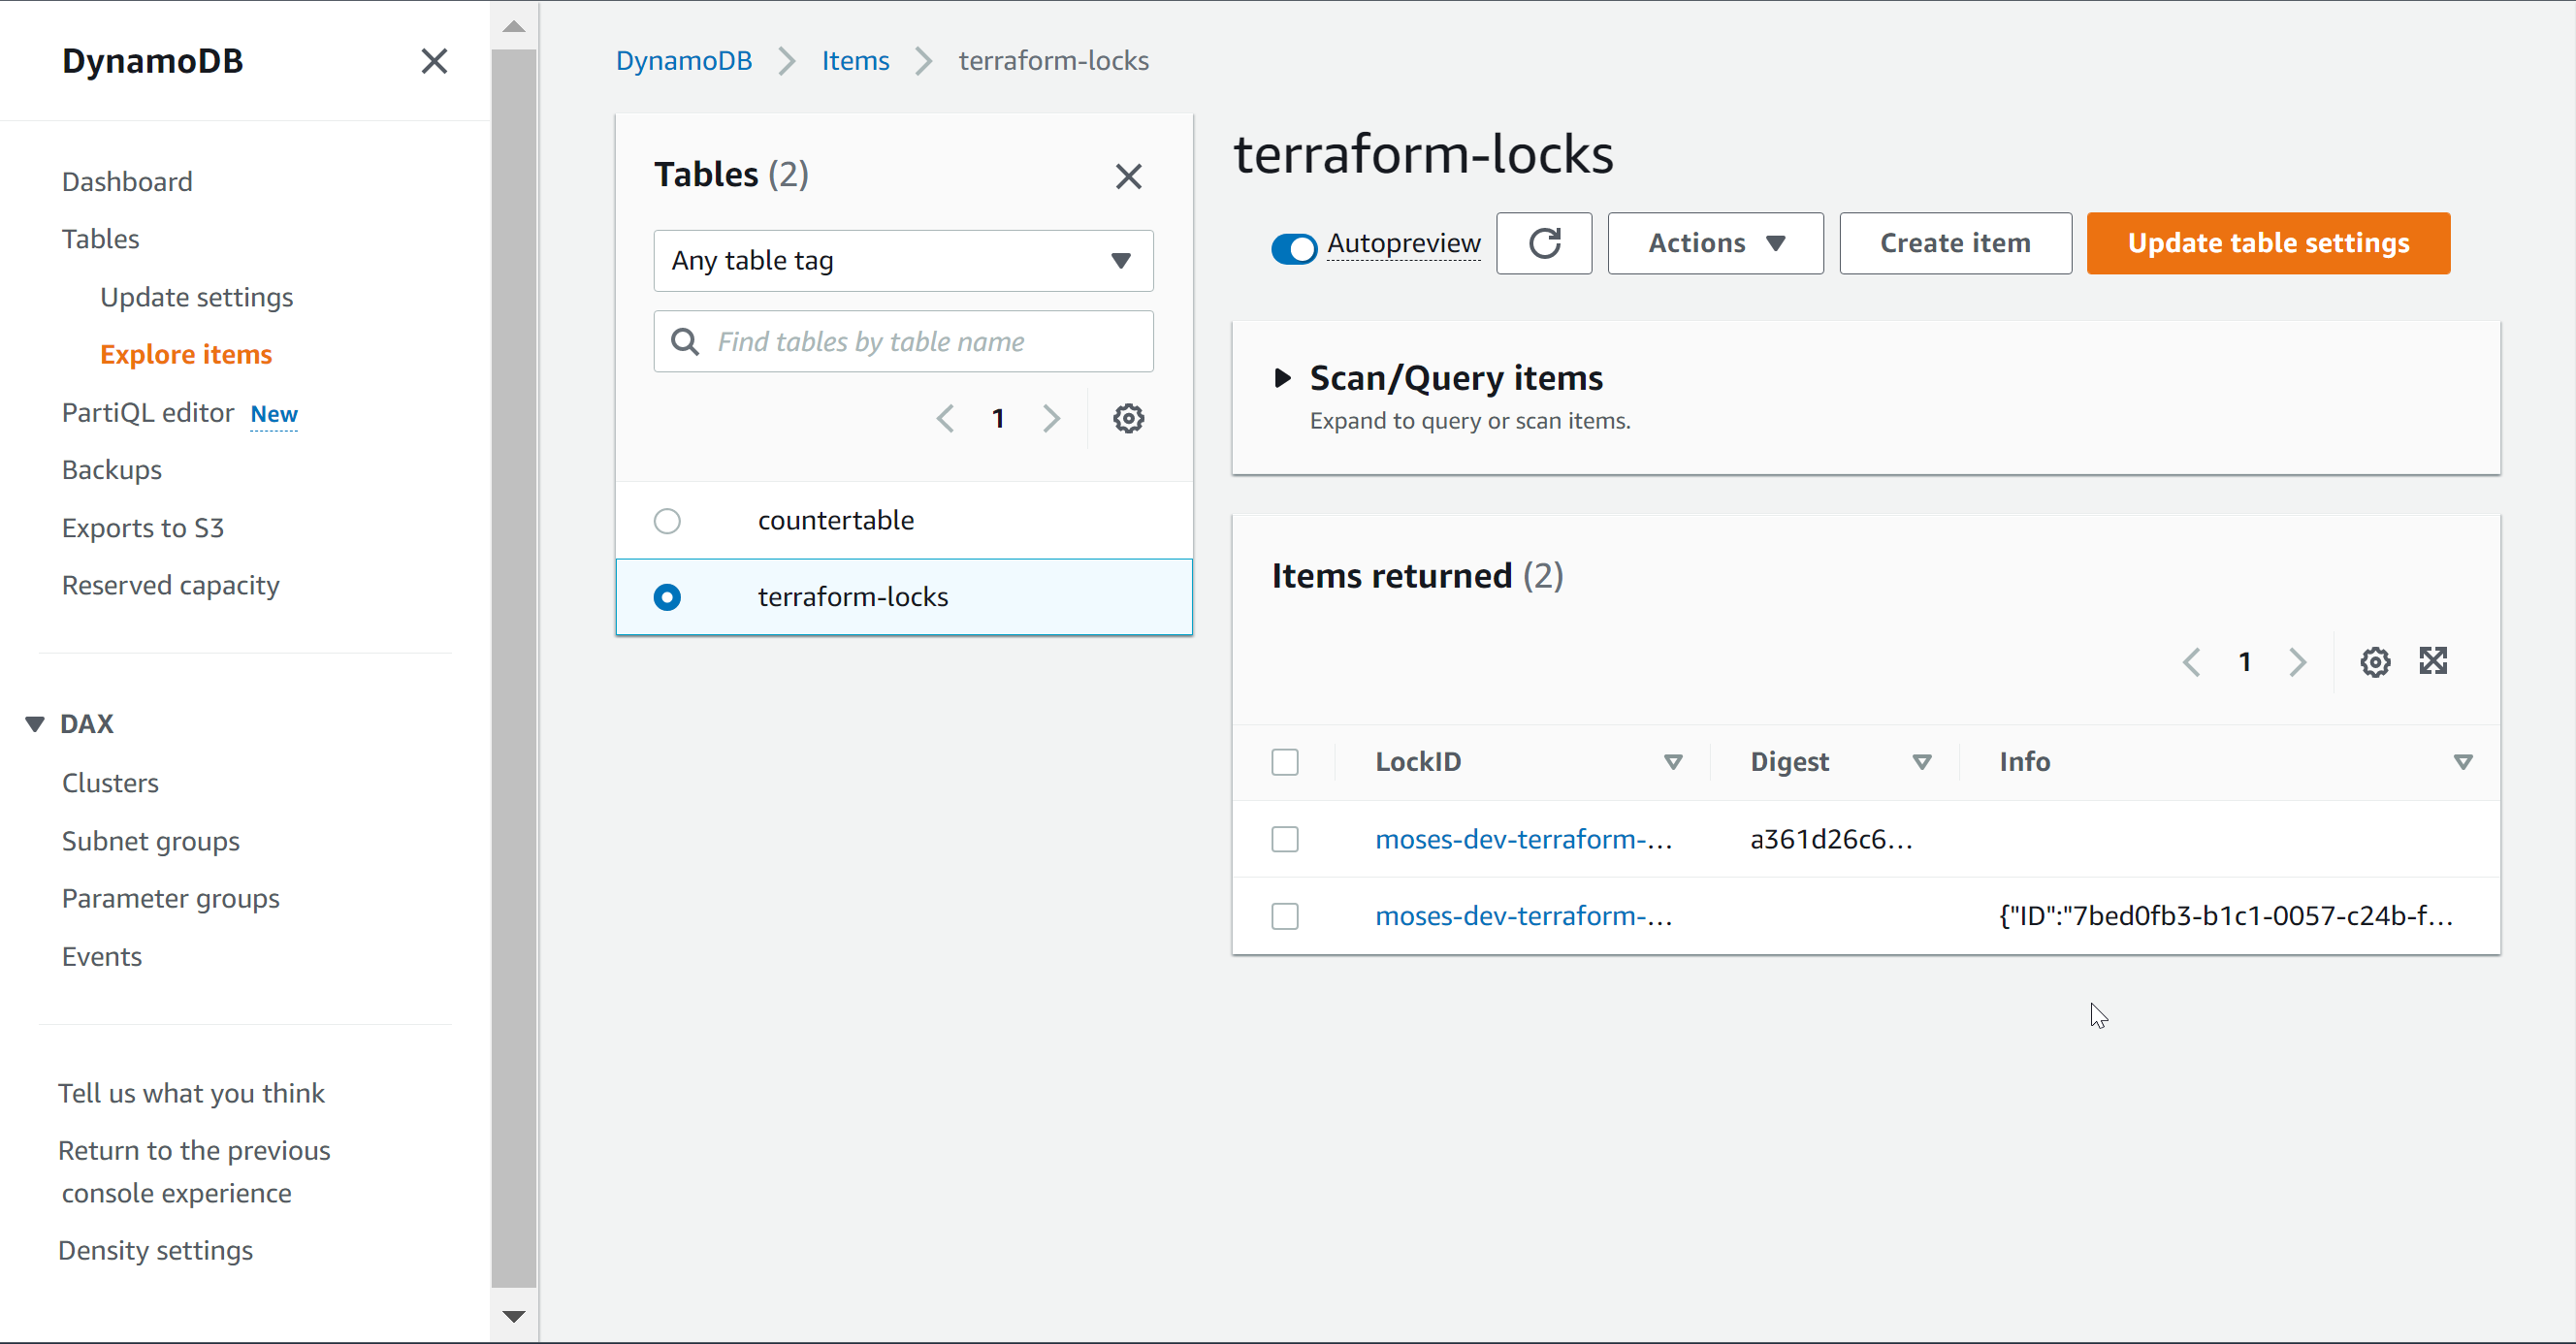 DynamoDB
Dashboard
Tables
Update settings
Explore items
PartiQL editor New
Backups
Exports to S3
Reserved capacity
DAX
Clusters
Subnet groups
Parameter groups
Events
Tell us what you think
Return to the previous
console experience
Density settings
DynamoDB Items terraform-locks
Tables (2)
Any table tag
Find tables by table name
1
countertable
terraform-locks
terraform-locks
Autopreview Actions Create item Update table settings
Scan/Query items
Expand to query or scan items.
Items returned (2)
1
LockID Digest Info
moses-dev-terraform-... a361d26c6...
moses-dev-terraform-... {"ID":"7bed0fb3-b1c1-0057-c24b-f...